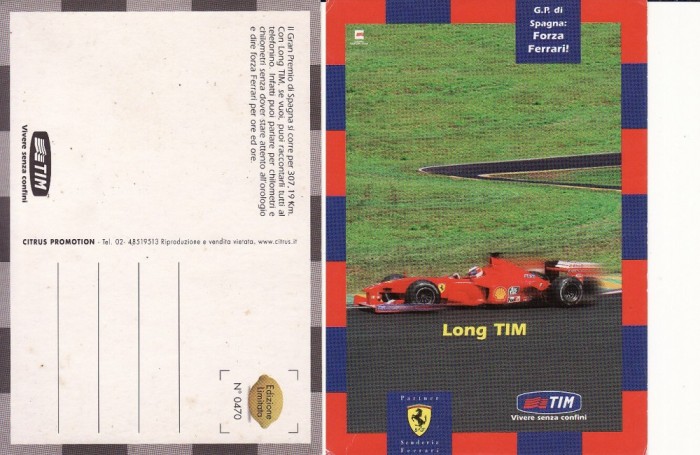 Il Gran Premio di Spagna si corre per 307,19 Km.
Con Long TIM, se vuoi, puoi raccontarli tutti al
telefonino. Infatti puoi parlare per chilometri e
chilometri senza dover stare attento all'orologio
e dire forza Ferrari per ore ed ore.
TIM
Vivere senza confini
CITRUS PROMOTION - Tel. 02- 48519513 Riproduzione e vendita vietata, www.citrus.it
Edizione
Limitata
N° 0470
G.P. di
Spagna:
Forza
Ferrari!
Long TIM
Partner
Scuderia
Ferrari
TIM
Vivere senza confini